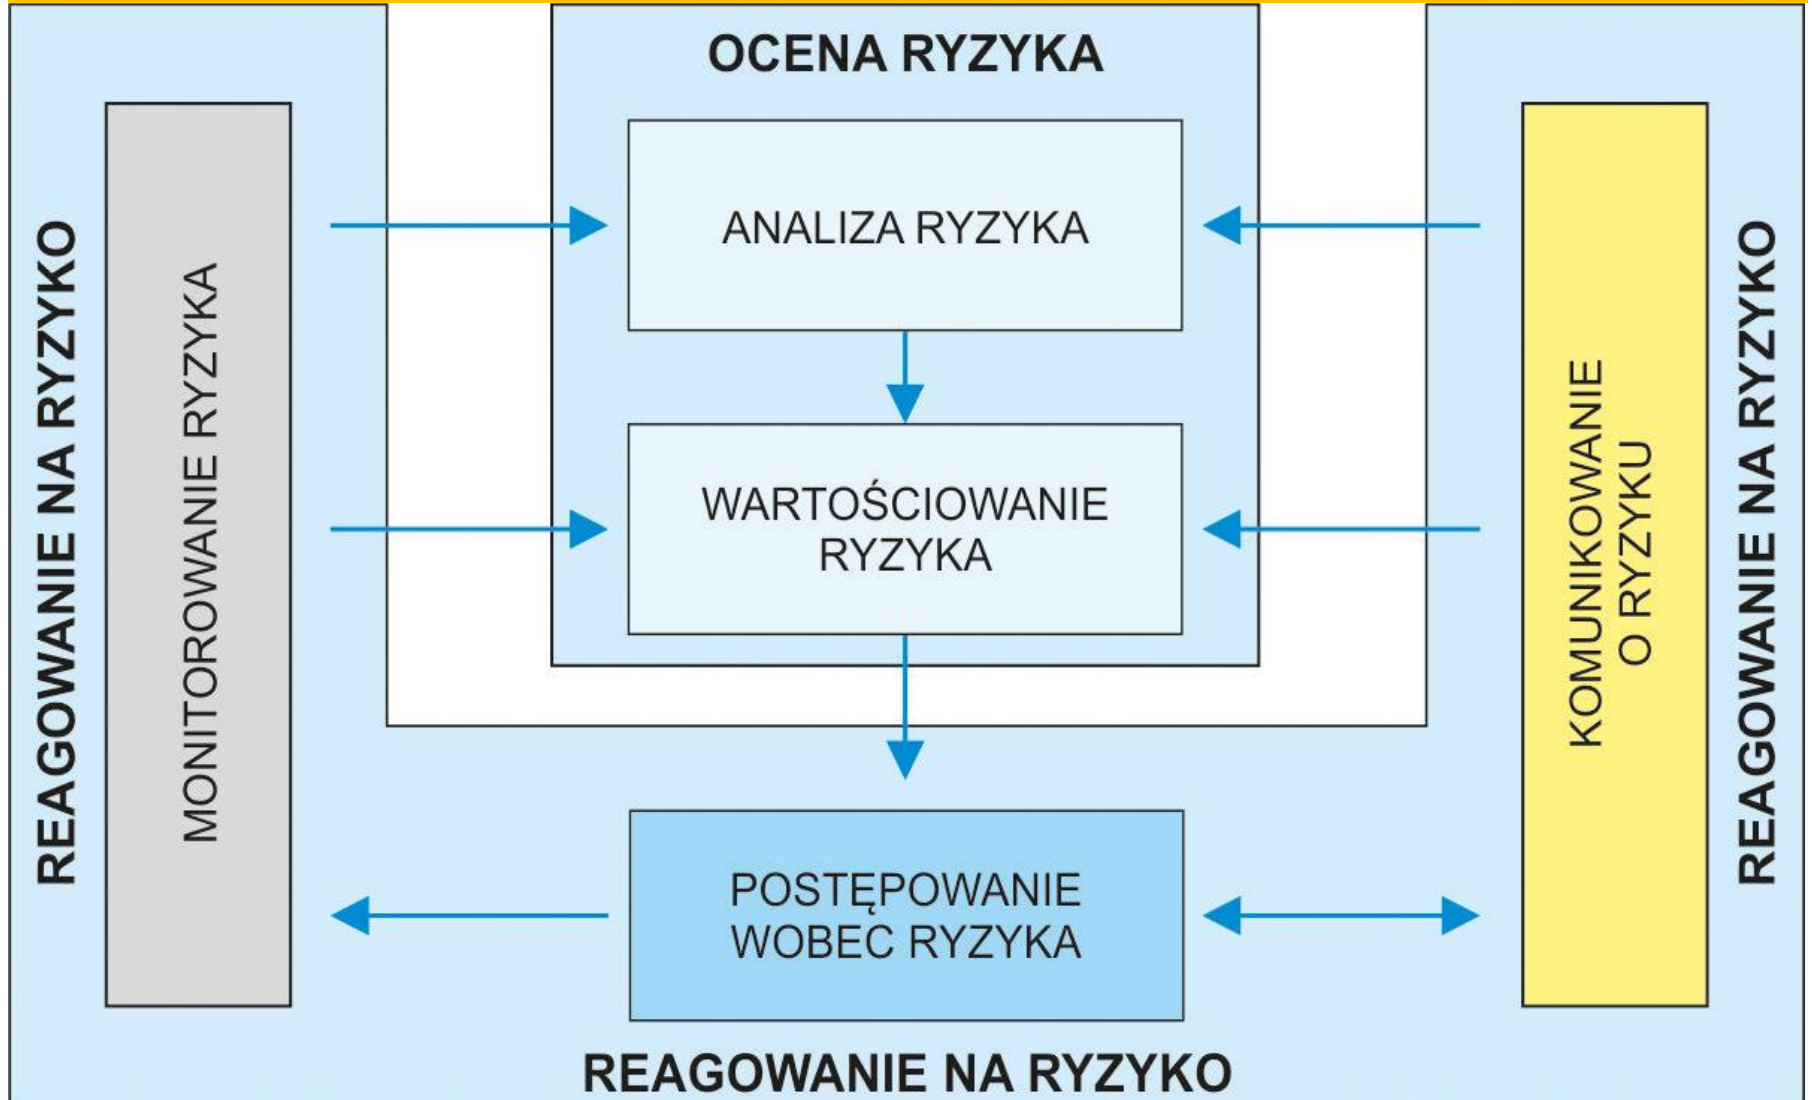 OCENA RYZYKA
ANALIZA RYZYKA
WARTOŚCIOWANIE
RYZYKA
REAGOWANIE NA RYZYKO
MONITOROWANIE RYZYKA
KOMUNIKOWANIE
O RYZYKU
REAGOWANIE NA RYZYKO
POSTĘPOWANIE
WOBEC RYZYKA
REAGOWANIE NA RYZYKO